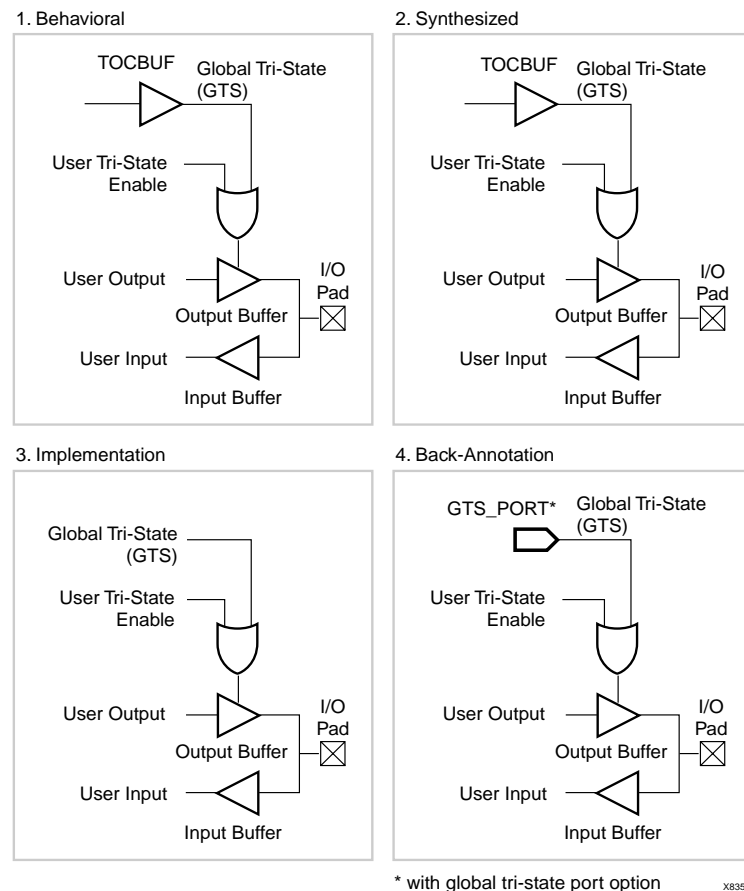 1. Behavioral
TOCBUF
Global Tri-State
(GTS)
User Tri-State
Enable
User Output
Output Buffer
I/O
Pad
User Input
Input Buffer
2. Synthesized
TOCBUF
Global Tri-State
(GTS)
User Tri-State
Enable
User Output
Output Buffer
I/O
Pad
User Input
Input Buffer
3. Implementation
Global Tri-State
(GTS)
User Tri-State
Enable
User Output
Output Buffer
I/O
Pad
User Input
Input Buffer
4. Back-Annotation
GTS_PORT*
Global Tri-State
(GTS)
User Tri-State
Enable
User Output
Output Buffer
I/O
Pad
User Input
Input Buffer
* with global tri-state port option